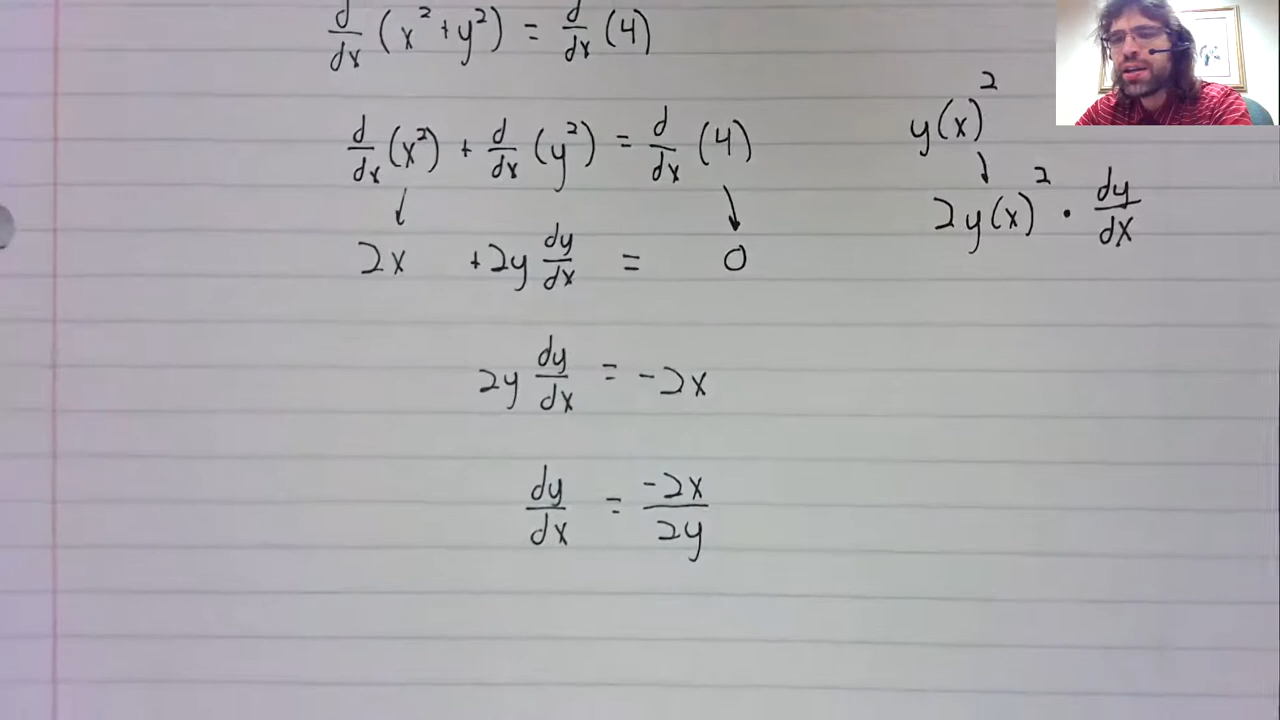 d/dx (x² + y²) = d/dx (4)
d/dx (x²) + d/dx (y²) = d/dx (4)
↓ ↓
2x + 2y dy/dx = 0
2y dy/dx = -2x
dy/dx = -2x/2y
y(x)²
↓
2y(x)² · dy/dx